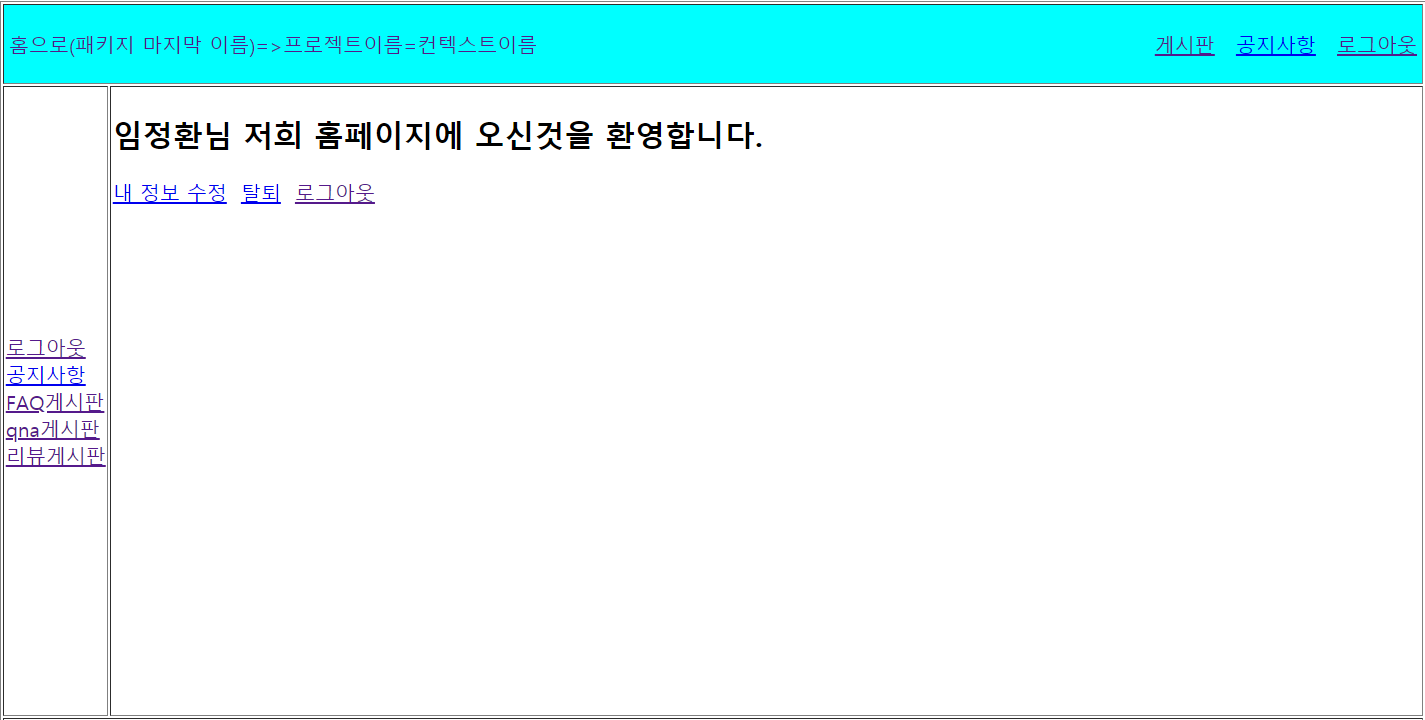 홈으로(패키지 마지막 이름)=>프로젝트이름=컨텍스트이름 게시판 공지사항 로그아웃
임정환님 저희 홈페이지에 오신것을 환영합니다.
내 정보 수정 탈퇴 로그아웃
로그아웃
공지사항
FAQ게시판
qna게시판
리뷰게시판